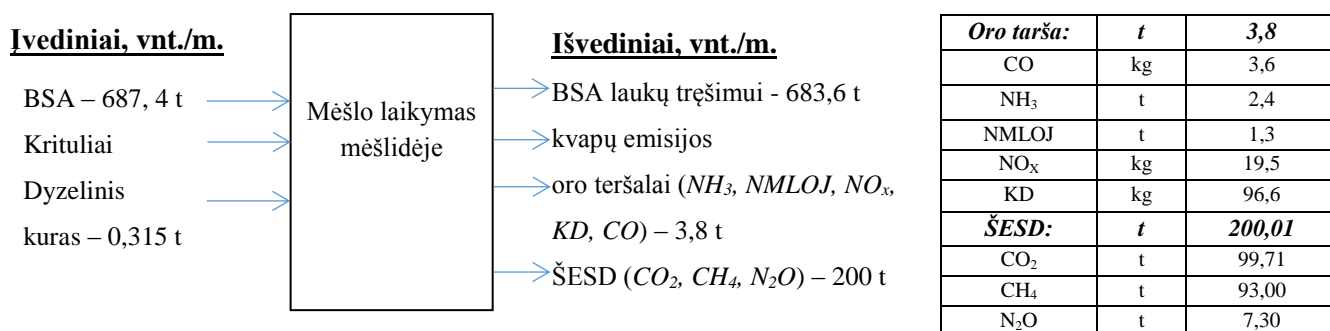 Įvediniai, vnt./m.
BSA – 687, 4 t
Krituliai
Dyzelinis
kuras – 0,315 t
Mėšlo laikymas
mėšlidėje
Išvediniai, vnt./m.
BSA laukų tręšimui - 683,6 t
kvapų emisijos
oro teršalai (NH₃, NMLOJ, NOₓ,
KD, CO) – 3,8 t
ŠESD (CO₂, CH₄, N₂O) – 200 t
Oro tarša: t 3,8
CO kg 3,6
NH₃ t 2,4
NMLOJ t 1,3
NOX kg 19,5
KD kg 96,6
ŠESD: t 200,01
CO₂ t 99,71
CH₄ t 93,00
N₂O t 7,30